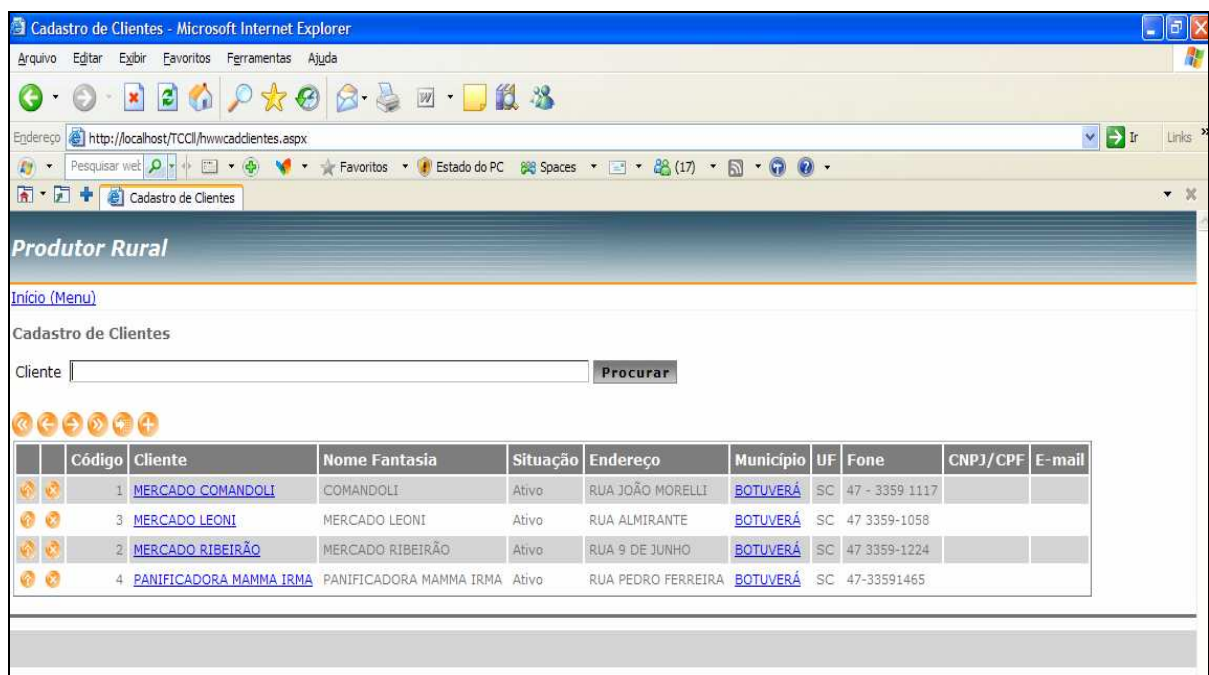 Cadastro de Clientes - Microsoft Internet Explorer
Arquivo Editar Exibir Favoritos Ferramentas Ajuda
Endereço http://localhost/TCCII/hwwcadclientes.aspx Ir Links
Pesquisar web Favoritos Estado do PC Spaces (17)
Cadastro de Clientes
Produtor Rural
Início (Menu)
Cadastro de Clientes
Cliente Procurar
Código Cliente Nome Fantasia Situação Endereço Município UF Fone CNPJ/CPF E-mail
1 MERCADO COMANDOLI COMANDOLI Ativo RUA JOÃO MORELLI BOTUVERÁ SC 47 - 3359 1117
3 MERCADO LEONI MERCADO LEONI Ativo RUA ALMIRANTE BOTUVERÁ SC 47 3359-1058
2 MERCADO RIBEIRÃO MERCADO RIBEIRÃO Ativo RUA 9 DE JUNHO BOTUVERÁ SC 47 3359-1224
4 PANIFICADORA MAMMA IRMA PANIFICADORA MAMMA IRMA Ativo RUA PEDRO FERREIRA BOTUVERÁ SC 47-33591465